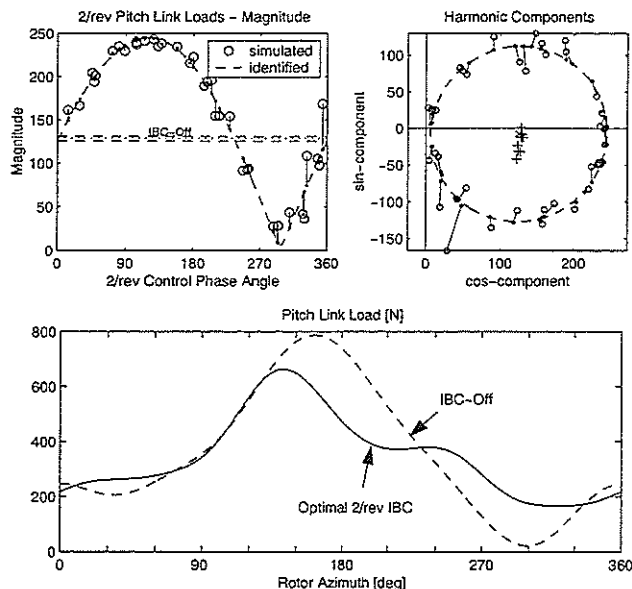 2/rev Pitch Link Loads - Magnitude
250
200
150
100
50
0
Magnitude
simulated
identified
IBC-Off
0
90
180
270
360
2/rev Control Phase Angle
Harmonic Components
100
50
0
-50
-100
-150
sin-component
0
100
200
cos-component
Pitch Link Load [N]
800
600
400
200
0
IBC-Off
Optimal 2/rev IBC
0
90
180
270
360
Rotor Azimuth [deg]